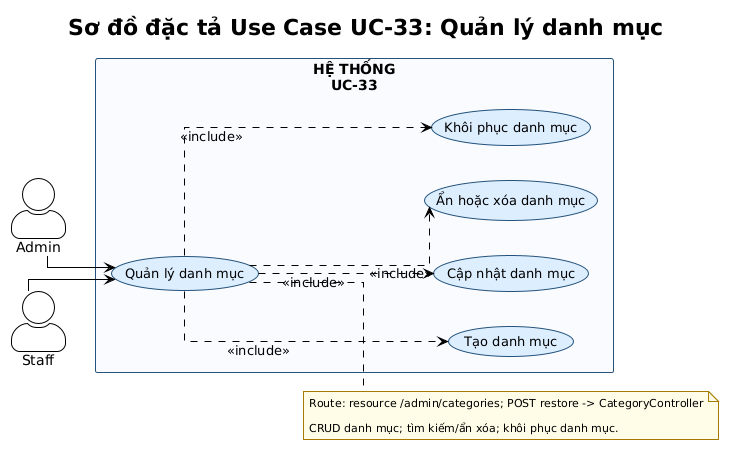 Sơ đồ đặc tả Use Case UC-33: Quản lý danh mục
HỆ THỐNG
UC-33
Khôi phục danh mục
«include»
Ẩn hoặc xóa danh mục
Admin
Quản lý danh mục
«include»
Cập nhật danh mục
«include»
Tạo danh mục
«include»
Staff
Route: resource /admin/categories; POST restore -> CategoryController
CRUD danh mục; tìm kiếm/ẩn xóa; khôi phục danh mục.